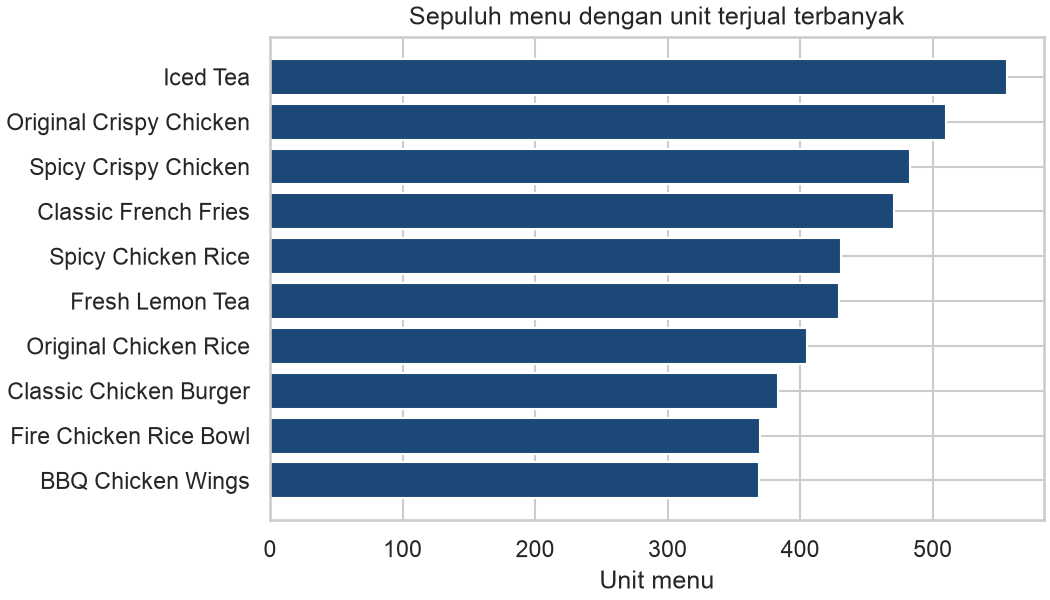 Sepuluh menu dengan unit terjual terbanyak
Iced Tea
Original Crispy Chicken
Spicy Crispy Chicken
Classic French Fries
Spicy Chicken Rice
Fresh Lemon Tea
Original Chicken Rice
Classic Chicken Burger
Fire Chicken Rice Bowl
BBQ Chicken Wings
0 100 200 300 400 500
Unit menu